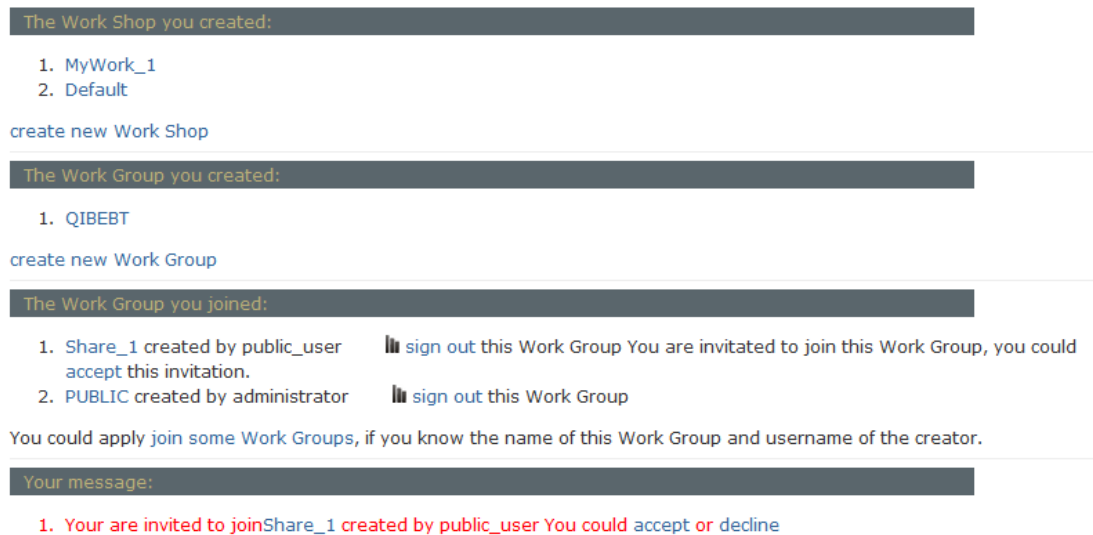 The Work Shop you created:
1. MyWork_1
2. Default
create new Work Shop
The Work Group you created:
1. QIBEBT
create new Work Group
The Work Group you joined:
1. Share_1 created by public_user sign out this Work Group You are invitated to join this Work Group, you could
accept this invitation.
2. PUBLIC created by administrator sign out this Work Group
You could apply join some Work Groups, if you know the name of this Work Group and username of the creator.
Your message:
1. Your are invited to joinShare_1 created by public_user You could accept or decline